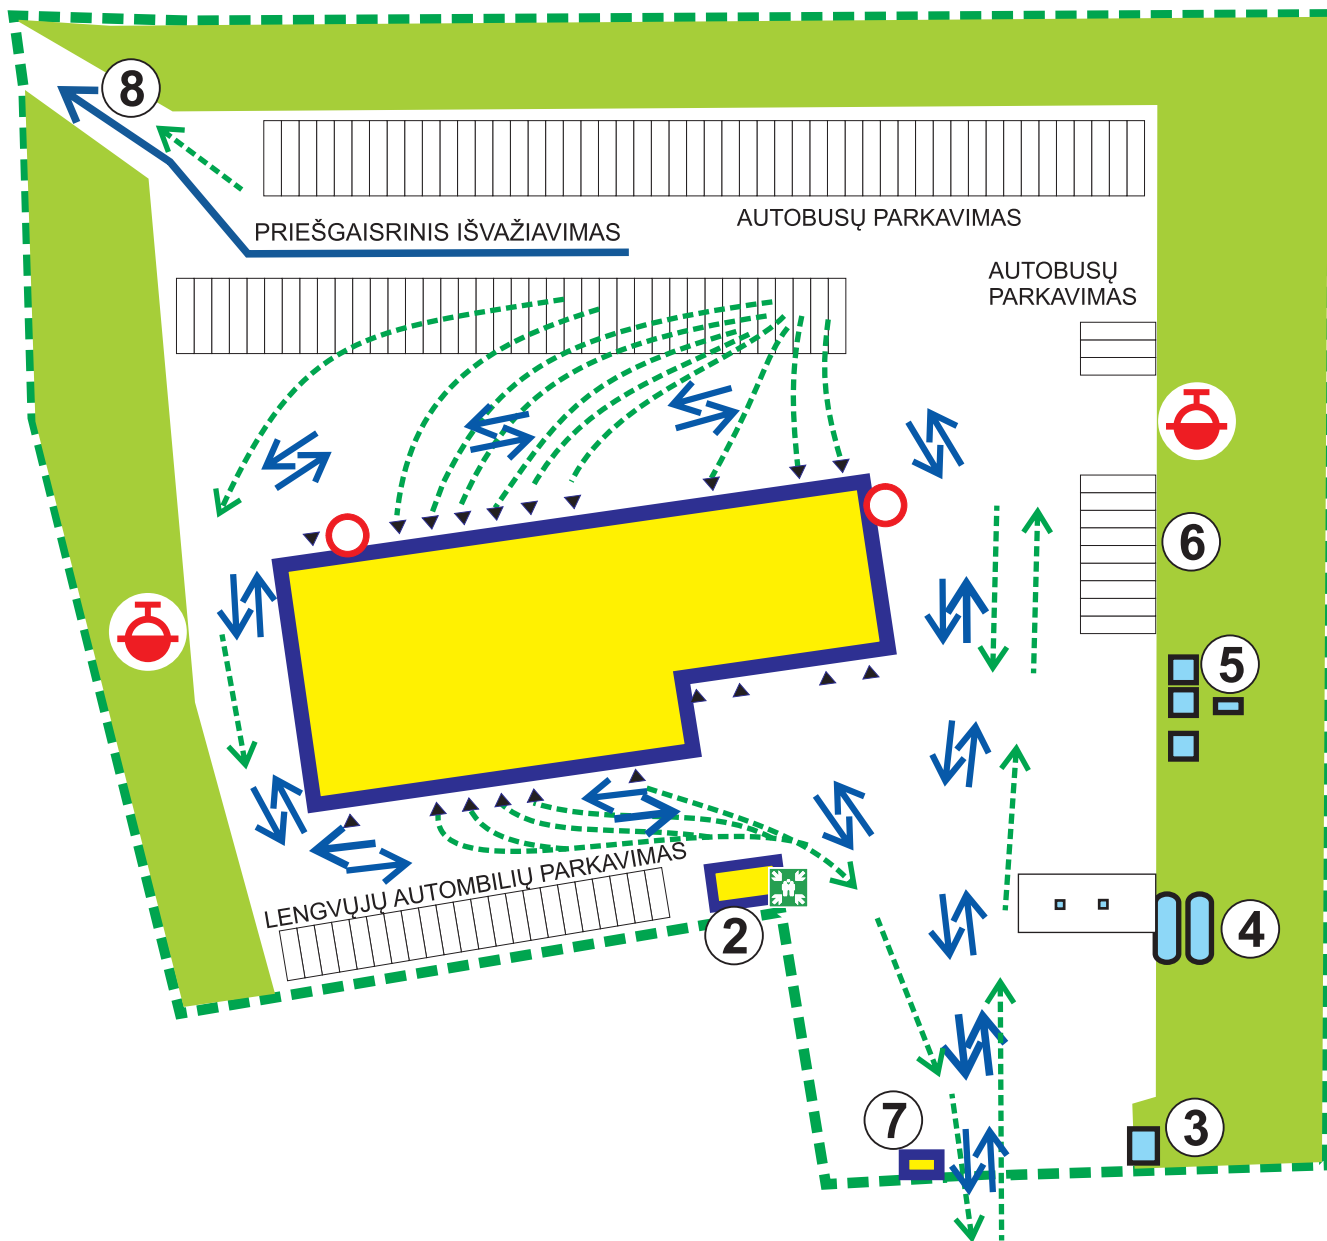 8
AUTOBUSŲ PARKAVIMAS
PRIEŠGAISRINIS IŠVAŽIAVIMAS
AUTOBUSŲ
PARKAVIMAS
6
5
LENGVŲJŲ AUTOMBILIŲ PARKAVIMAS
2
4
7
3